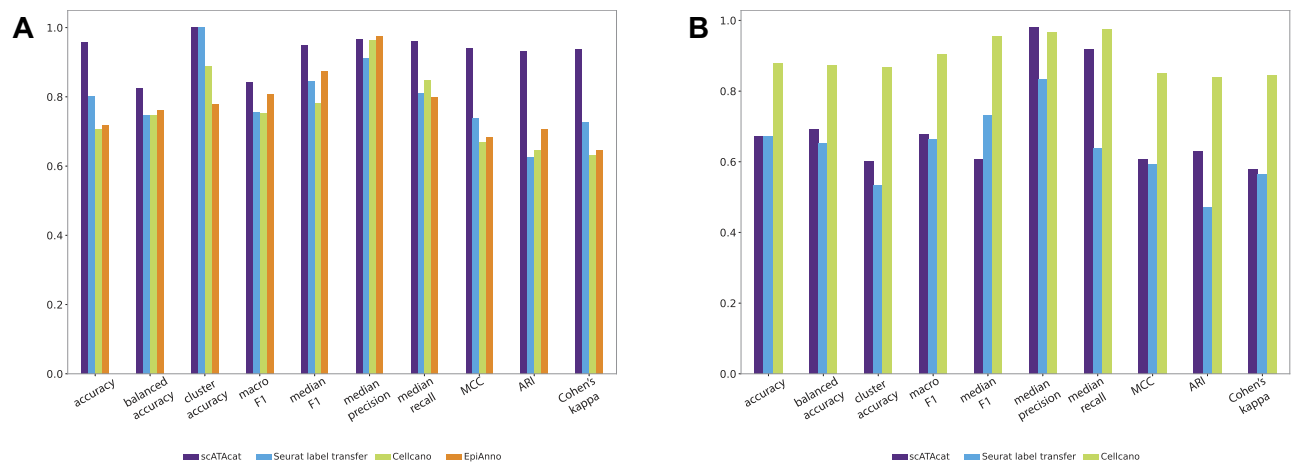 A
1.0
0.8
0.6
0.4
0.2
0.0
accuracy
balanced
accuracy
cluster
accuracy
macro
F1
median
F1
median
precision
median
recall
MCC
ARI
Cohen's
kappa
scATAcat Seurat label transfer Cellcano EpiAnno
B
1.0
0.8
0.6
0.4
0.2
0.0
accuracy
balanced
accuracy
cluster
accuracy
macro
F1
median
F1
median
precision
median
recall
MCC
ARI
Cohen's
kappa
scATAcat Seurat label transfer Cellcano